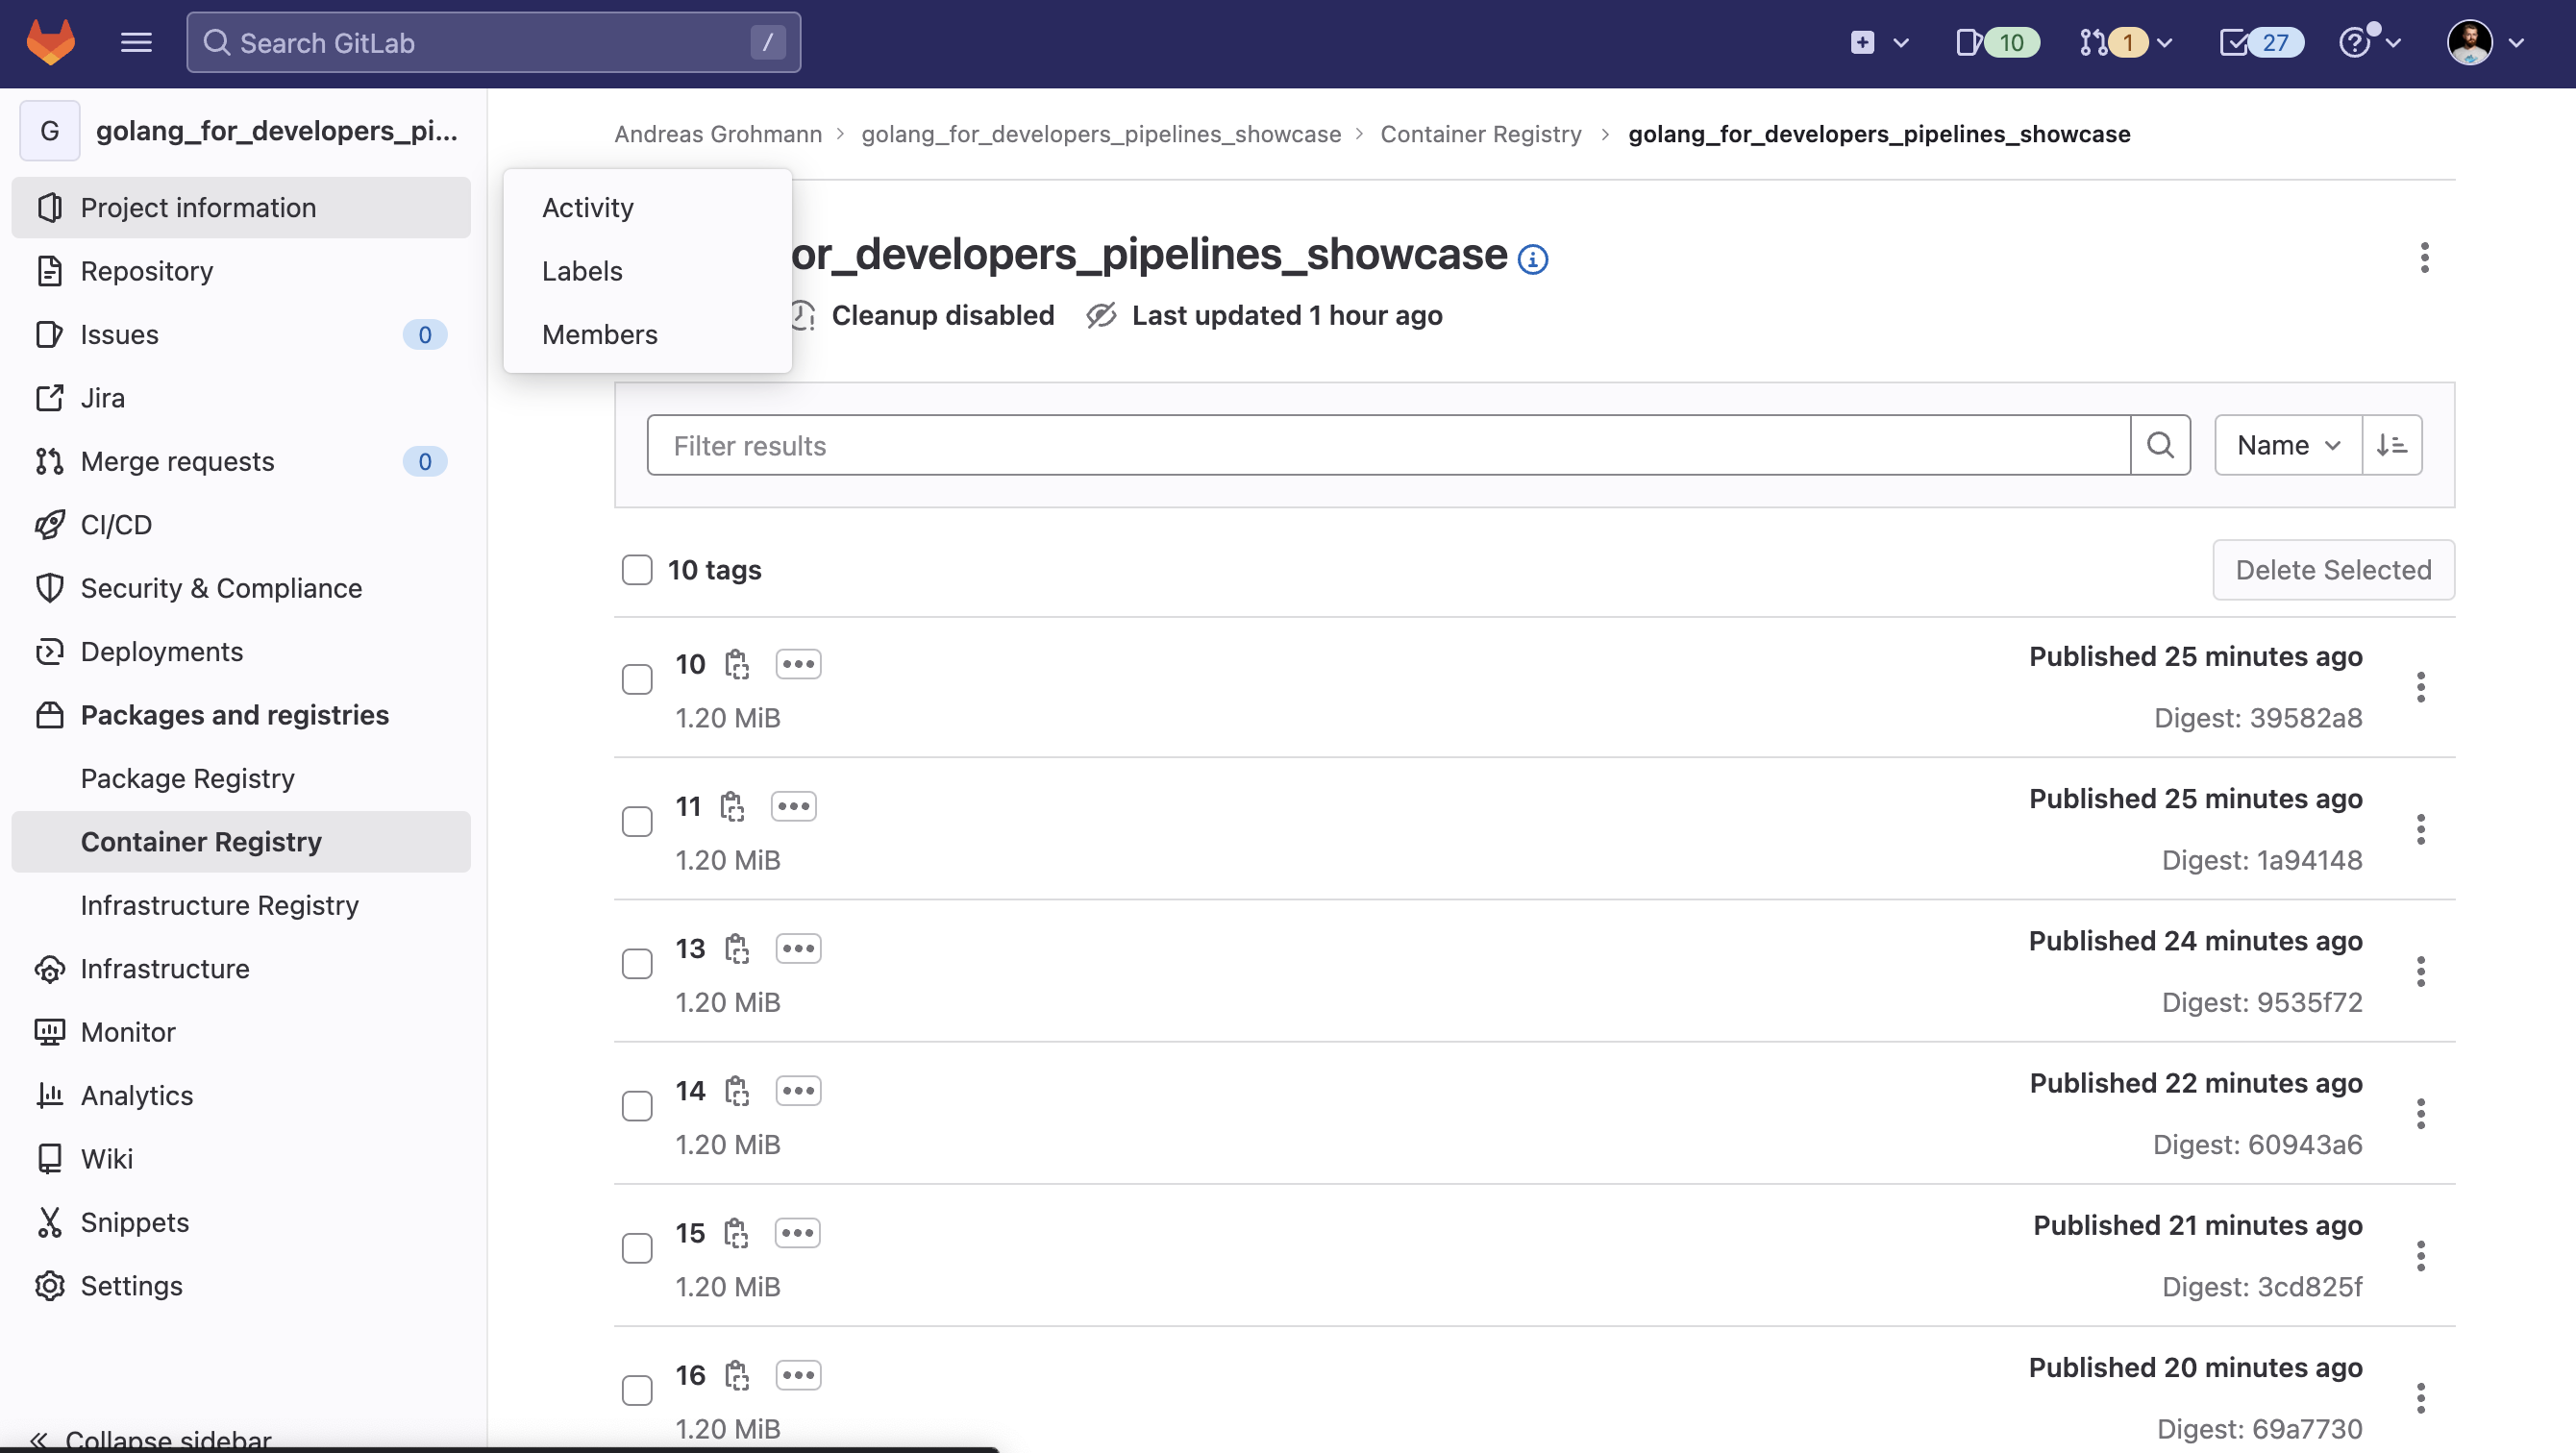 Search GitLab
/
10
1
27
G
golang_for_developers_pi...
Project information
Repository
Issues
0
Jira
Merge requests
0
CI/CD
Security & Compliance
Deployments
Packages and registries
Package Registry
Container Registry
Infrastructure Registry
Infrastructure
Monitor
Analytics
Wiki
Snippets
Settings
Collapse sidebar
Activity
Labels
Members
Andreas Grohmann > golang_for_developers_pipelines_showcase > Container Registry > golang_for_developers_pipelines_showcase
or_developers_pipelines_showcase
Cleanup disabled Last updated 1 hour ago
Filter results
Name
10 tags
Delete Selected
10
Published 25 minutes ago
1.20 MiB
Digest: 39582a8
11
Published 25 minutes ago
1.20 MiB
Digest: 1a94148
13
Published 24 minutes ago
1.20 MiB
Digest: 9535f72
14
Published 22 minutes ago
1.20 MiB
Digest: 60943a6
15
Published 21 minutes ago
1.20 MiB
Digest: 3cd825f
16
Published 20 minutes ago
1.20 MiB
Digest: 69a7730